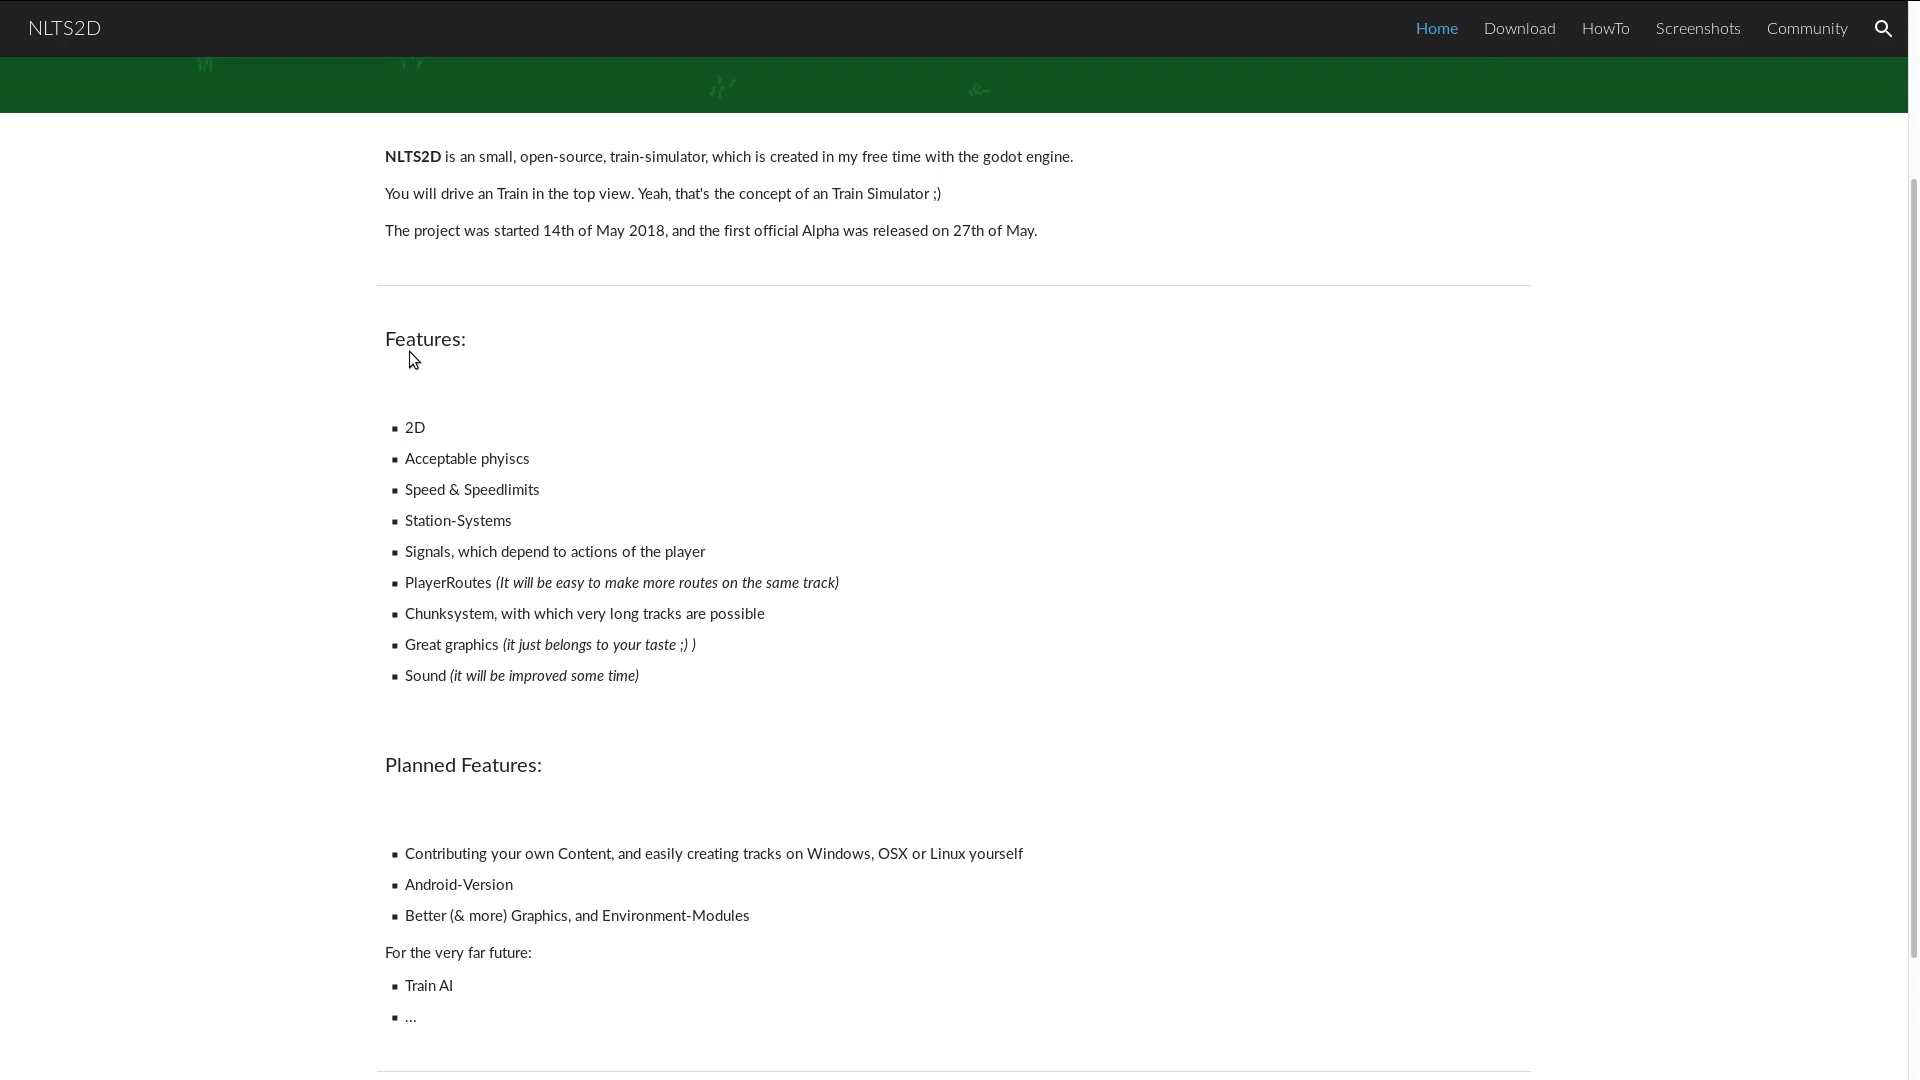 NLTS2D
Home Download HowTo Screenshots Community
NLTS2D is an small, open-source, train-simulator, which is created in my free time with the godot engine.
You will drive an Train in the top view. Yeah, that's the concept of an Train Simulator ;)
The project was started 14th of May 2018, and the first official Alpha was released on 27th of May.
Features:
▪ 2D
▪ Acceptable phyiscs
▪ Speed & Speedlimits
▪ Station-Systems
▪ Signals, which depend to actions of the player
▪ PlayerRoutes (It will be easy to make more routes on the same track)
▪ Chunksystem, with which very long tracks are possible
▪ Great graphics (it just belongs to your taste ;) )
▪ Sound (it will be improved some time)
Planned Features:
▪ Contributing your own Content, and easily creating tracks on Windows, OSX or Linux yourself
▪ Android-Version
▪ Better (& more) Graphics, and Environment-Modules
For the very far future:
▪ Train AI
▪ ...